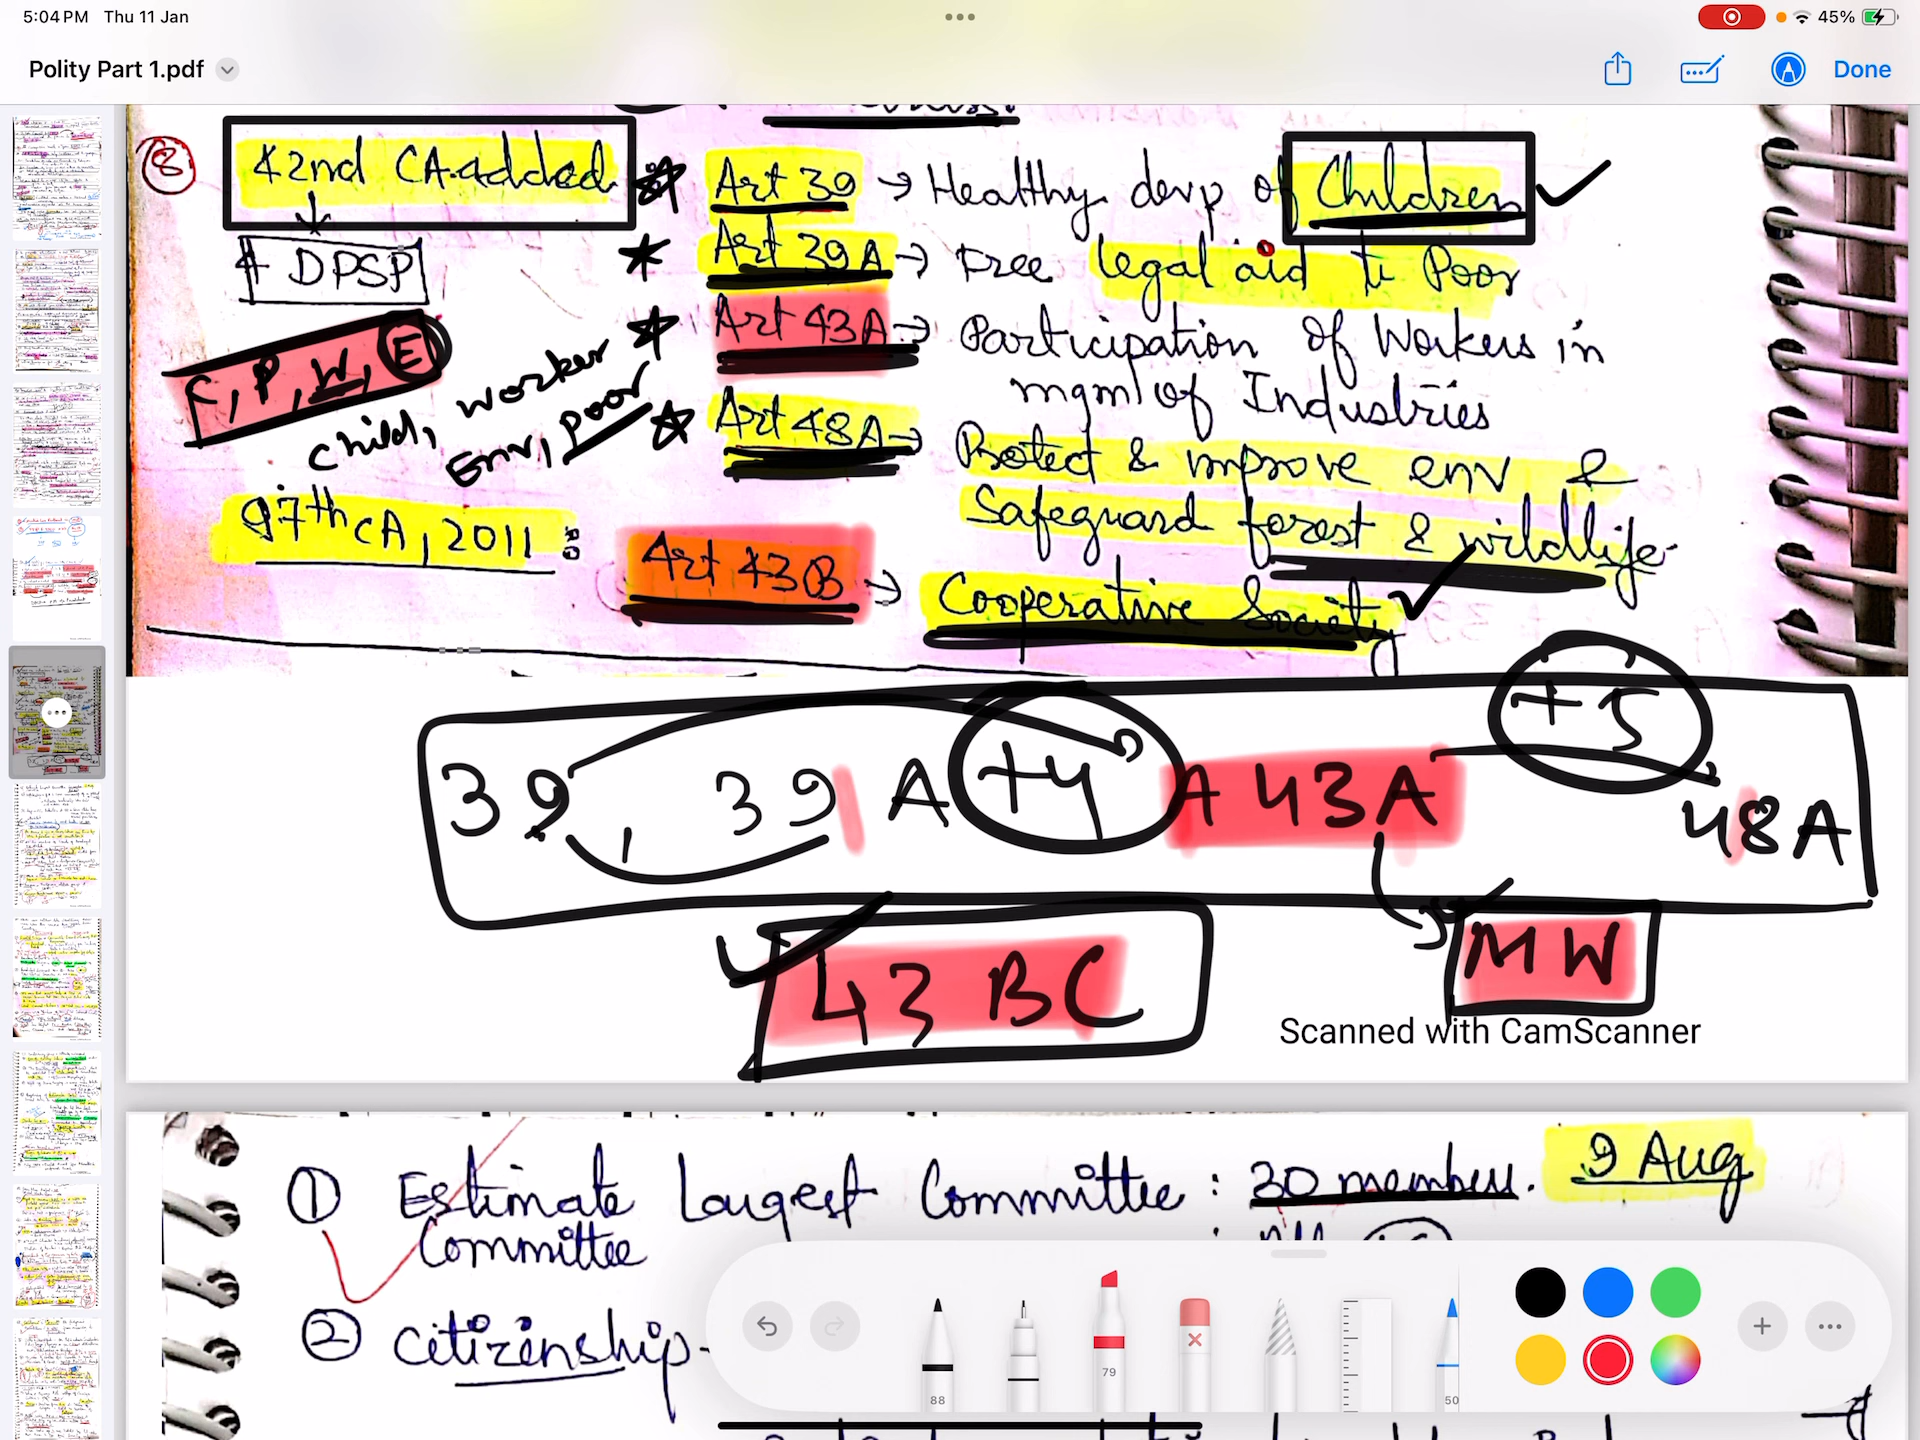 5:04 PM Thu 11 Jan
45%
Polity Part 1.pdf
Done
8
42nd CA added
4 DPSP
C, P, W, E
Child, worker
Env, poor
Art 39 → Healthy devp of Children
Art 39A → Free legal aid to Poor
Art 43A → Participation of Workers in
mgm of Industries
Art 48A → Protect & improve env &
Safeguard forest & wildlife.
97th CA, 2011
Art 43B → Cooperative Society
39, 39 A +4 A 43A +5 48A
43 BC
MW
Scanned with CamScanner
1 Estimate Largest Committee : 30 member. 9 Aug
Committee
2 Citizenship.
88
79
50